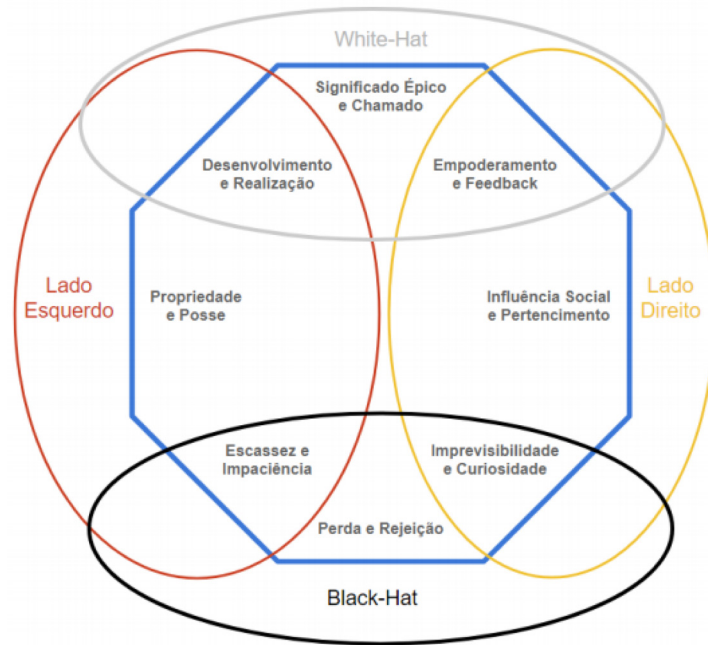 White-Hat
Significado Épico
e Chamado
Desenvolvimento
e Realização
Empoderamento
e Feedback
Lado
Esquerdo
Propriedade
e Posse
Influência Social
e Pertencimento
Lado
Direito
Escassez e
Impaciência
Imprevisibilidade
e Curiosidade
Perda e Rejeição
Black-Hat